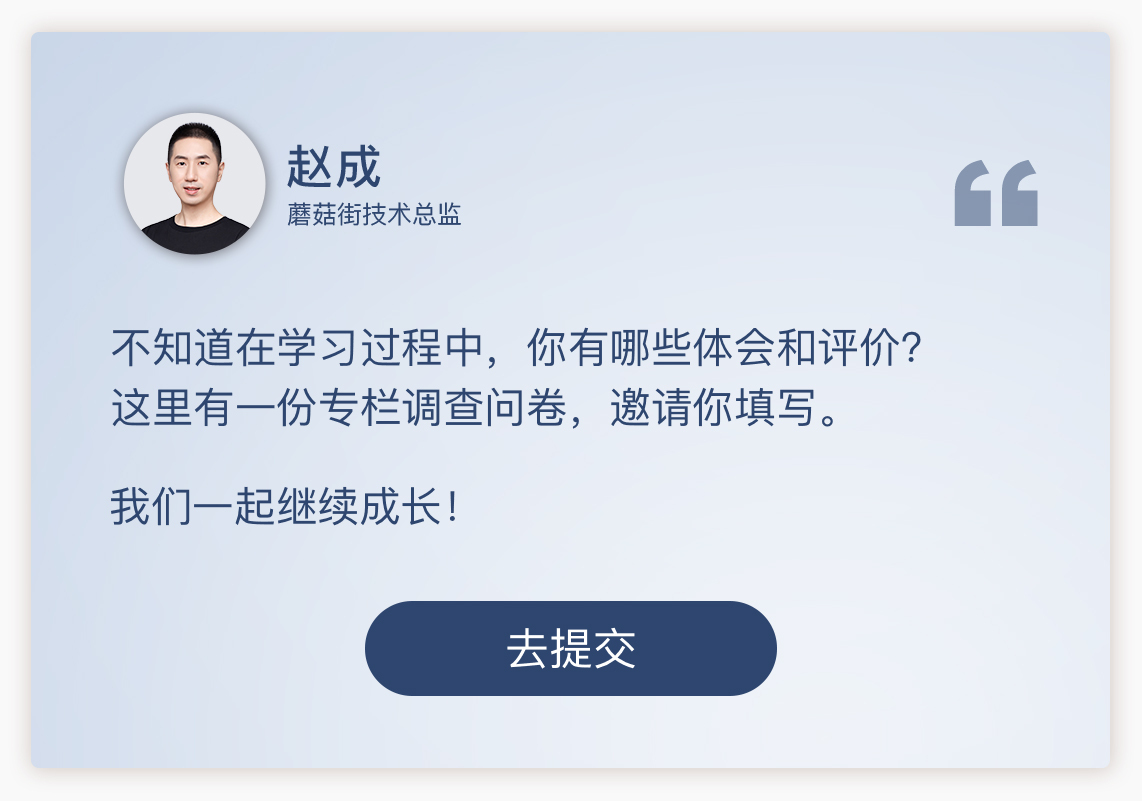 赵成
蘑菇街技术总监
不知道在学习过程中，你有哪些体会和评价？
这里有一份专栏调查问卷，邀请你填写。
我们一起继续成长！
去提交